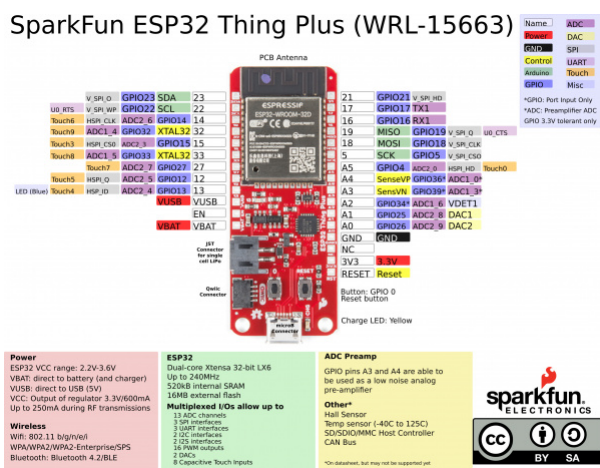 SparkFun ESP32 Thing Plus (WRL-15663)
Name ADC
Power DAC
GND SPI
Control UART
Arduino Touch
GPIO Misc
*GPIO: Port Input Only
*ADC: Preamplifier ADC
GPIO 3.3V tolerant only
PCB Antenna
ESPRESSIF
ESP32-WROOM-32D
V_SPI_D GPIO23 SDA 23
U0_RTS V_SPI_WP GPIO22 SCL 22
Touch6 HSPI_CLK ADC2_6 GPIO14 14
Touch9 ADC1_4 GPIO32 XTAL32 32
Touch3 HSPI_CS0 ADC2_3 GPIO15 15
Touch8 ADC1_5 GPIO33 XTAL32 33
Touch7 ADC2_7 GPIO27 27
Touch5 HSPI_Q ADC2_5 GPIO12 12
LED (Blue) Touch4 HSP_ID ADC2_4 GPIO13 13
VUSB VUSB
EN
VBAT VBAT
21 GPIO21 V_SPI_HD
17 GPIO17 TX1
16 GPIO16 RX1
19 MISO GPIO19 V_SPI_Q U0_CTS
18 MOSI GPIO18 V_SPI_CLK
5 SCK GPIO5 V_SPI_CS0
A5 GPIO4 ADC2_0 HSPI_HD Touch0
A4 SenseVP GPIO36* ADC1_0*
A3 SensVN GPIO39* ADC1_3*
A2 GPIO34* ADC1_6 VDET1
A1 GPIO25 ADC2_8 DAC1
A0 GPIO26 ADC2_9 DAC2
GND GND
NC
3V3 3.3V
RESET Reset
ESP32 Thing Plus
JST
Connector
for single
cell LiPo
Qwiic
Connector
0 RESET
microB
Connector
Button: GPIO 0
Reset button
Charge LED: Yellow
Power
ESP32 VCC range: 2.2V-3.6V
VBAT: direct to battery (and charger)
VUSB: direct to USB (5V)
VCC: Output of regulator 3.3V/600mA
Up to 250mA during RF transmissions
Wireless
Wifi: 802.11 b/g/n/e/i
WPA/WPA2/WPA2-Enterprise/SPS
Bluetooth: Bluetooth 4.2/BLE
ESP32
Dual-core Xtensa 32-bit LX6
Up to 240MHz
520kB internal SRAM
16MB external flash
Multiplexed I/Os allow up to
13 ADC channels
3 SPI interfaces
3 UART interfaces
2 I2C interfaces
2 I2S interfaces
16 PWM outputs
2 DACs
8 Capacitive Touch Inputs
ADC Preamp
GPIO pins A3 and A4 are able to
be used as a low noise analog
pre-amplifier
Other*
Hall Sensor
Temp sensor (-40C to 125C)
SD/SDIO/MMC Host Controller
CAN Bus
*On datasheet, but may not be supported yet
sparkfun
ELECTRONICS
cc
BY SA